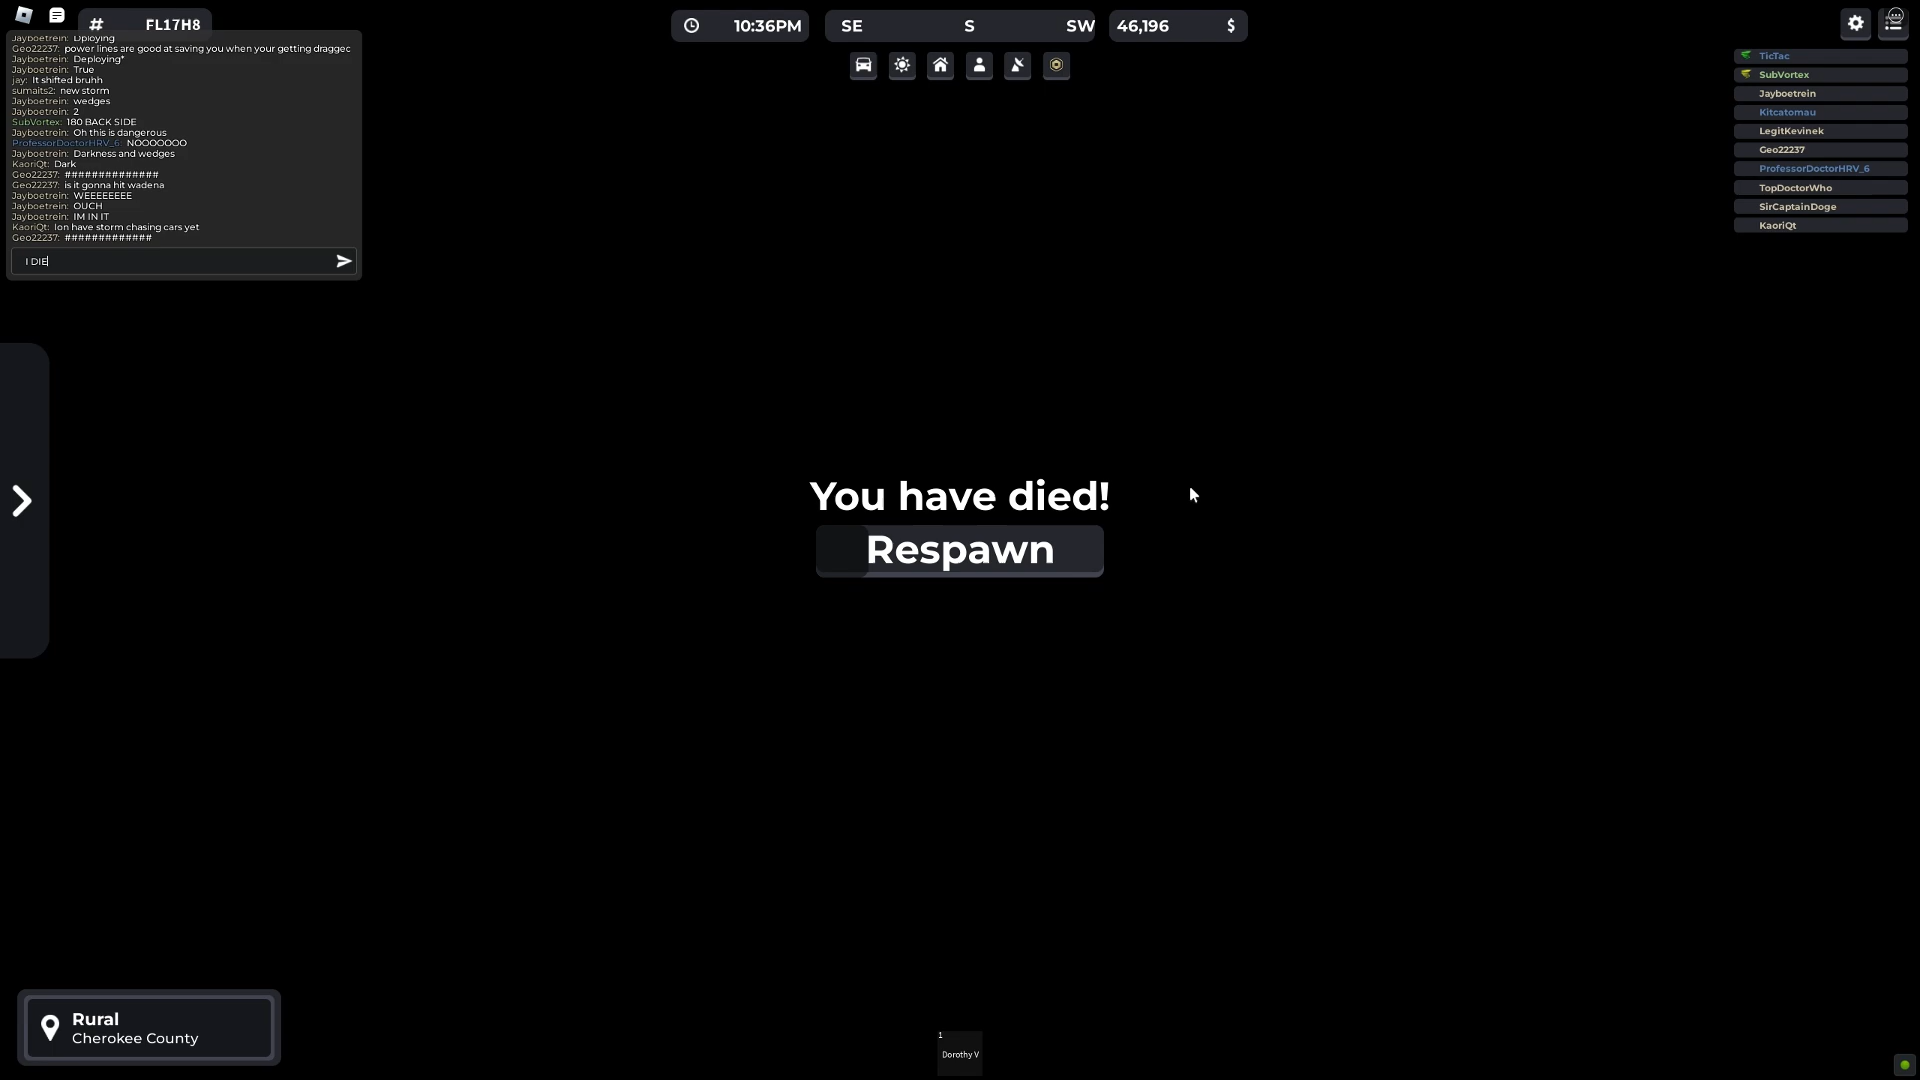 # FL17H8
Jayboetrein: Dploying
Geo22237: power lines are good at saving you when your getting dragged
Jayboetrein: Deploying*
Jayboetrein: True
jay: It shifted bruhh
sumaits2: new storm
Jayboetrein: wedges
Jayboetrein: 2
SubVortex: 180 BACK SIDE
Jayboetrein: Oh this is dangerous
ProfessorDoctorHRV_6: NOOOOOOO
Jayboetrein: Darkness and wedges
KaoriQt: Dark
Geo22237: ##############
Geo22237: is it gonna hit wadena
Jayboetrein: WEEEEEEEE
Jayboetrein: OUCH
Jayboetrein: IM IN IT
KaoriQt: Ion have storm chasing cars yet
Geo22237: #############
I DIE
10:36PM
SE S SW
46,196 $
TicTac
SubVortex
Jayboetrein
Kitcatomau
LegitKevinek
Geo22237
ProfessorDoctorHRV_6
TopDoctorWho
SirCaptainDoge
KaoriQt
You have died!
Respawn
Rural
Cherokee County
1
Dorothy V